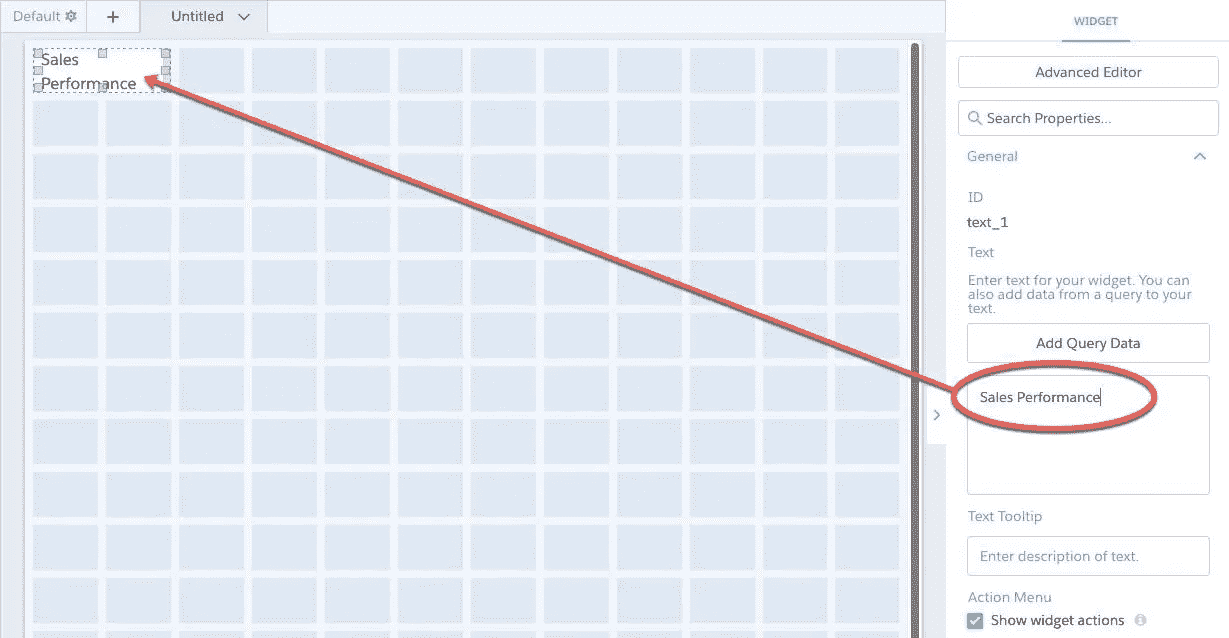 Default
+
Untitled
WIDGET
Sales
Performance
Advanced Editor
Search Properties...
General
ID
text_1
Text
Enter text for your widget. You can
also add data from a query to your
text.
Add Query Data
Sales Performance
Text Tooltip
Enter description of text.
Action Menu
Show widget actions